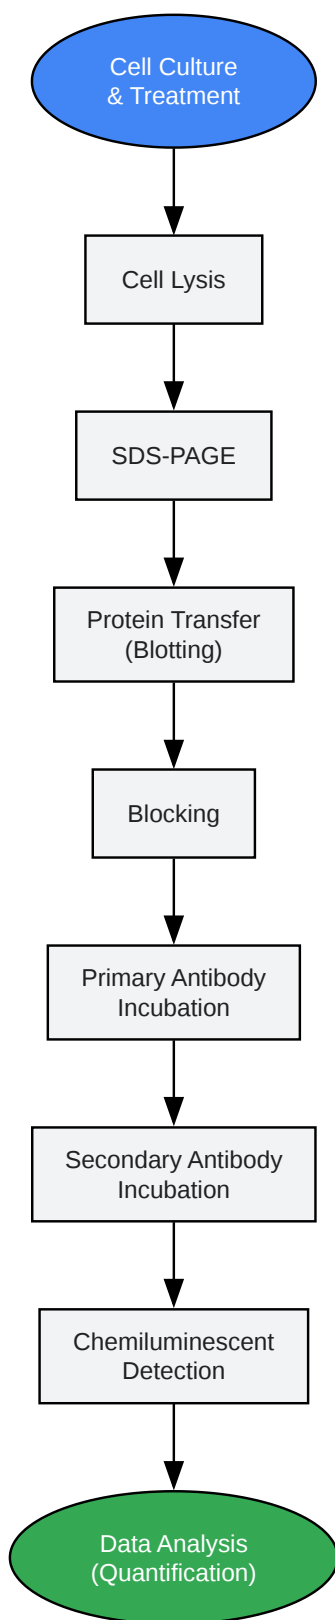 Cell Culture
& Treatment
Cell Lysis
SDS-PAGE
Protein Transfer
(Blotting)
Blocking
Primary Antibody
Incubation
Secondary Antibody
Incubation
Chemiluminescent
Detection
Data Analysis
(Quantification)